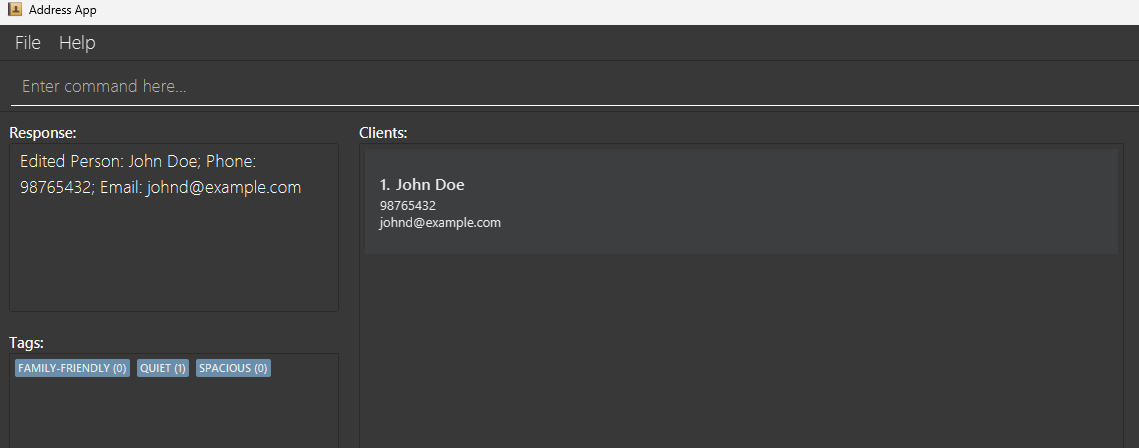 Address App
File Help
Enter command here...
Response:
Edited Person: John Doe; Phone:
98765432; Email: johnd@example.com
Clients:
1. John Doe
98765432
johnd@example.com
Tags:
FAMILY-FRIENDLY (0) QUIET (1) SPACIOUS (0)